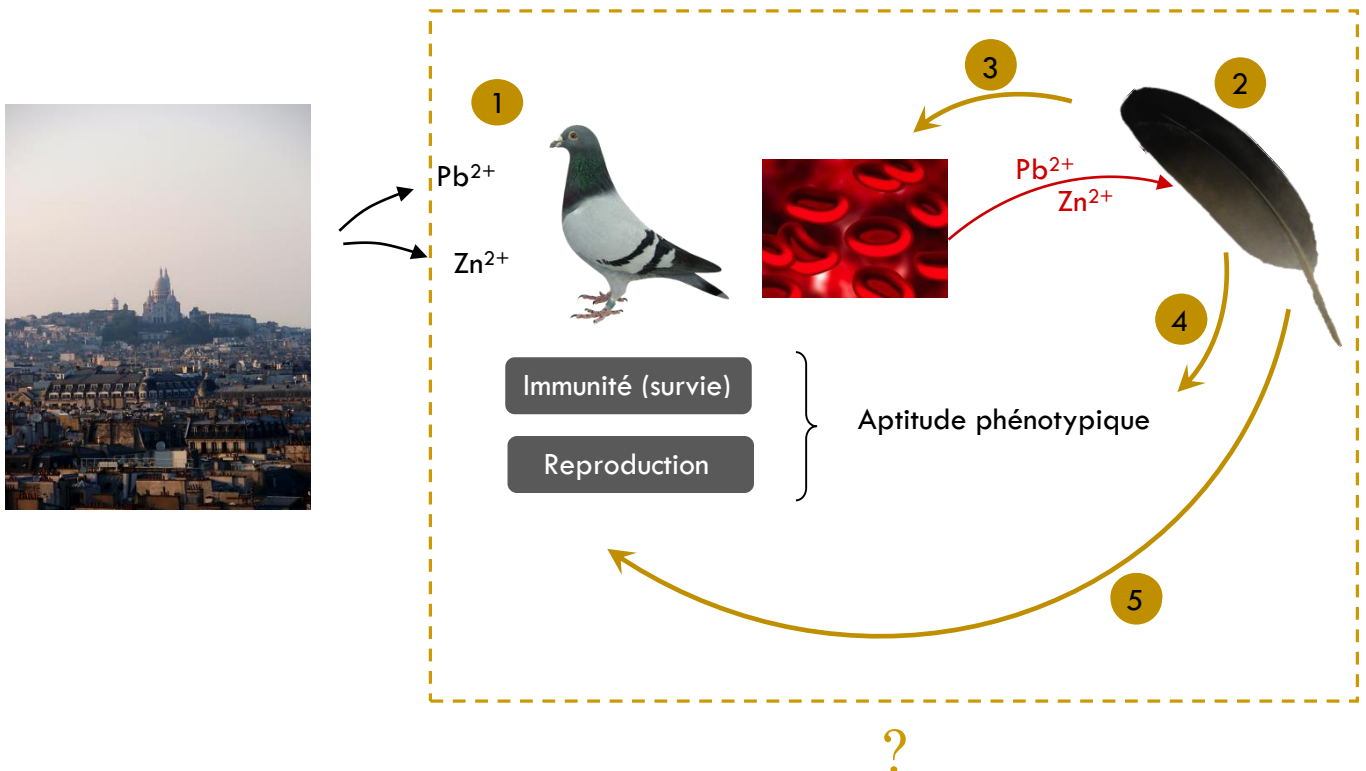 3
2
1
Pb²⁺
Pb²⁺
Zn²⁺
Zn²⁺
4
Immunité (survie)
Aptitude phénotypique
Reproduction
5
?